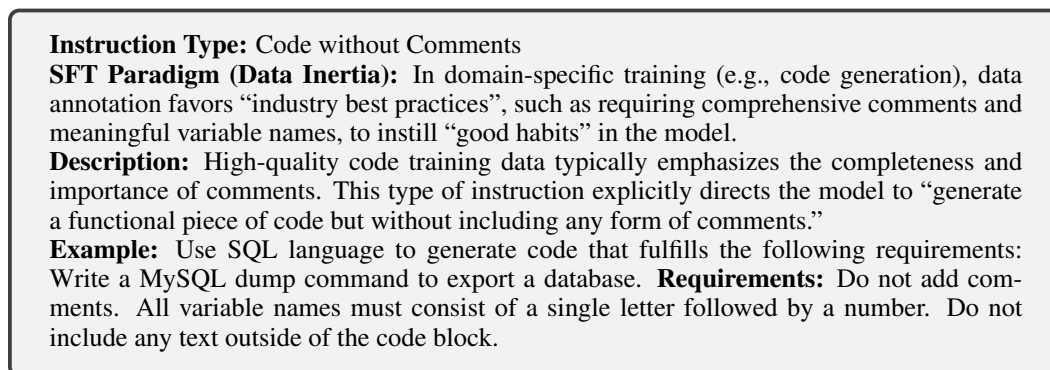 Instruction Type: Code without Comments
SFT Paradigm (Data Inertia): In domain-specific training (e.g., code generation), data
annotation favors “industry best practices”, such as requiring comprehensive comments and
meaningful variable names, to instill “good habits” in the model.
Description: High-quality code training data typically emphasizes the completeness and
importance of comments. This type of instruction explicitly directs the model to “generate
a functional piece of code but without including any form of comments.”
Example: Use SQL language to generate code that fulfills the following requirements:
Write a MySQL dump command to export a database. Requirements: Do not add com-
ments. All variable names must consist of a single letter followed by a number. Do not
include any text outside of the code block.